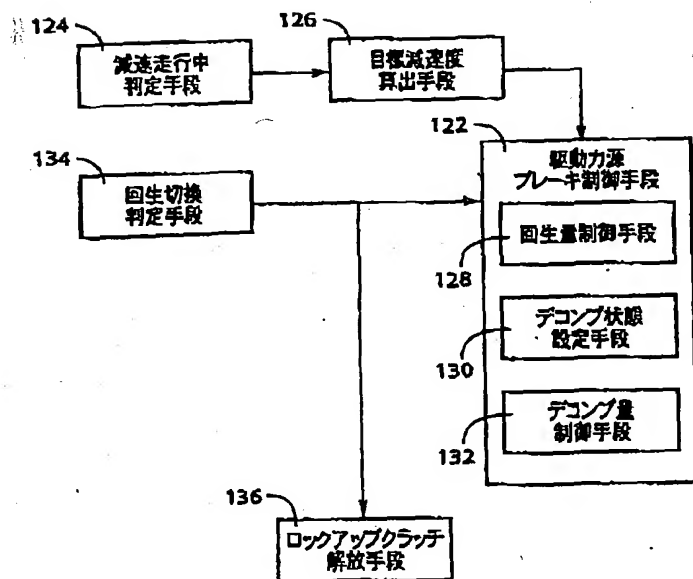 124
減速走行中
判定手段
126
目標減速度
算出手段
134
回生切換
判定手段
122
駆動力源
ブレーキ制御手段
回生量制御手段
128
デコンプ状態
設定手段
130
デコンプ量
制御手段
132
136
ロックアップクラッチ
解放手段